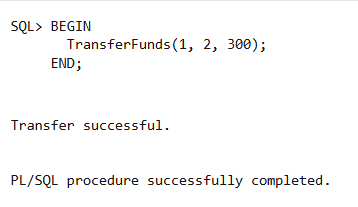 SQL> BEGIN
TransferFunds(1, 2, 300);
END;
Transfer successful.
PL/SQL procedure successfully completed.